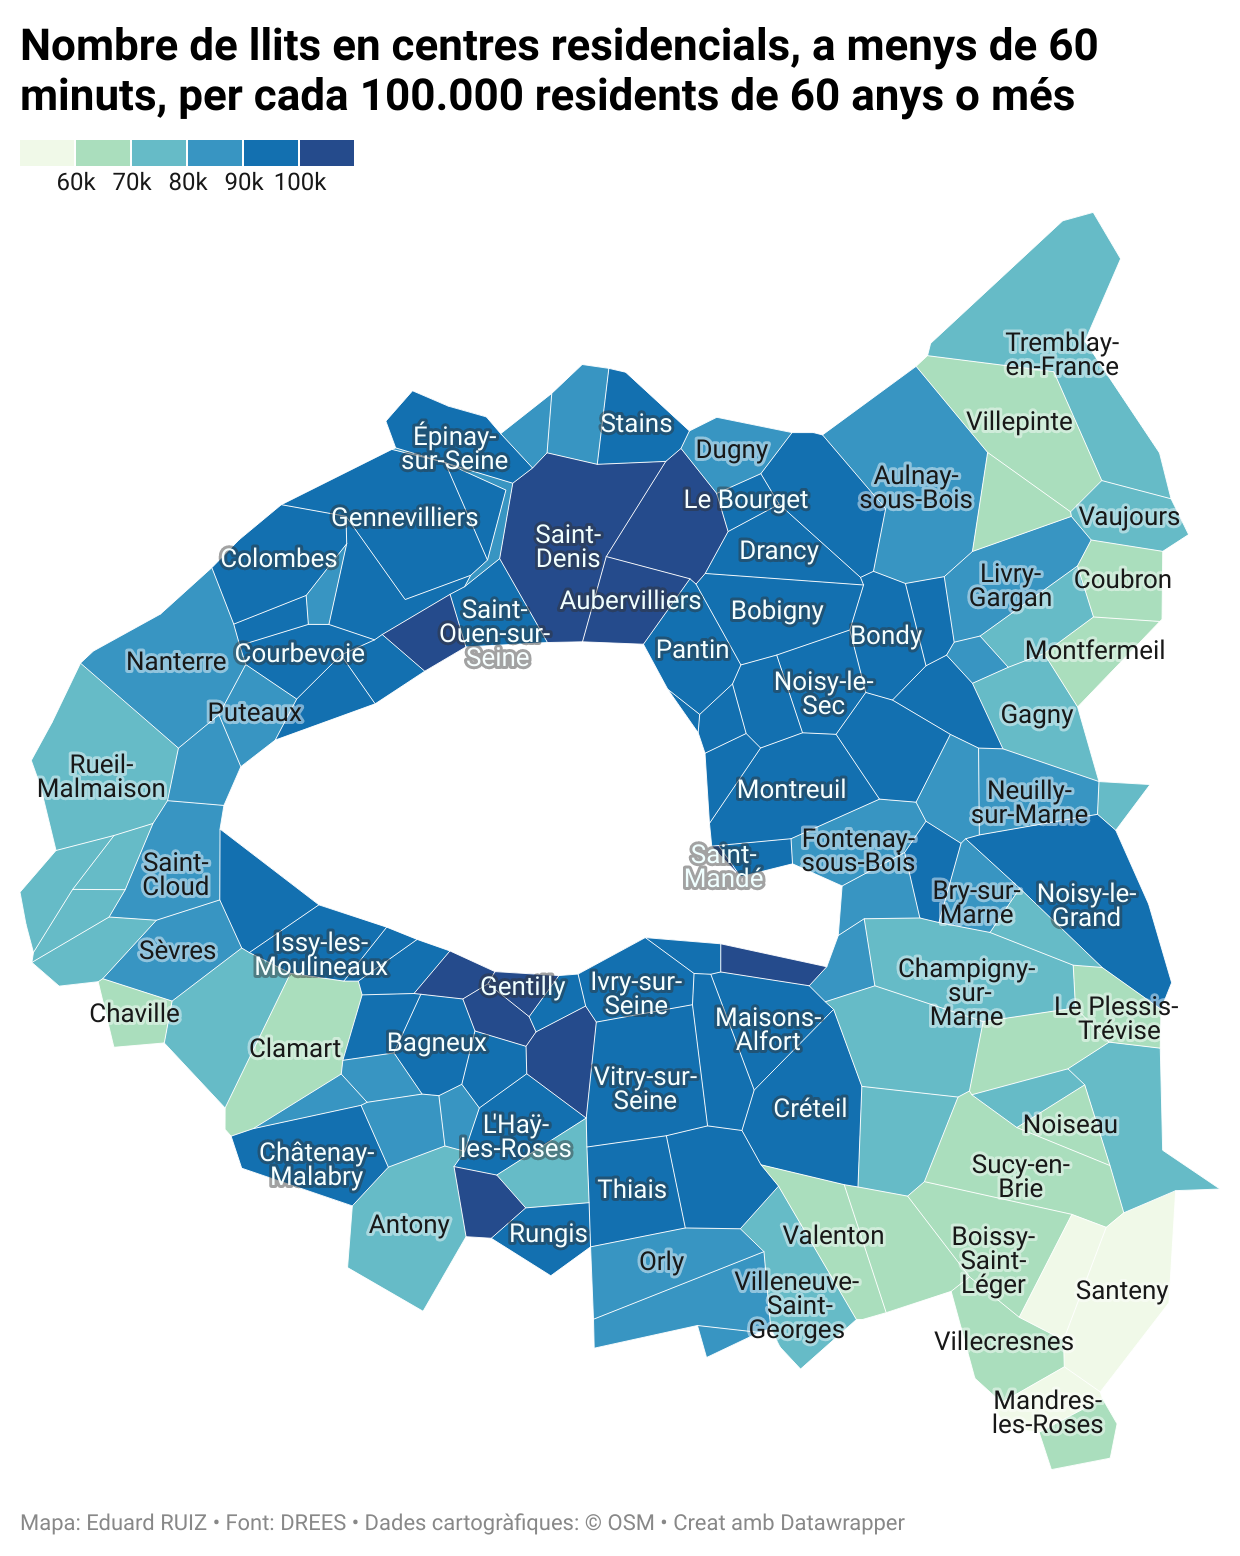 Nombre de llits en centres residencials, a menys de 60
minuts, per cada 100.000 residents de 60 anys o més
60k 70k 80k 90k 100k
Tremblay-
en-France
Villepinte
Stains
Épinay-
sur-Seine
Dugny
Aulnay-
sous-Bois
Le Bourget
Vaujours
Gennevilliers
Saint-
Denis
Drancy
Colombes
Livry-
Gargan
Coubron
Aubervilliers
Saint-
Ouen-sur-
Seine
Bobigny
Bondy
Pantin
Montfermeil
Nanterre
Courbevoie
Noisy-le-
Sec
Puteaux
Gagny
Rueil-
Malmaison
Montreuil
Neuilly-
sur-Marne
Saint-
Mandé
Fontenay-
sous-Bois
Saint-
Cloud
Bry-sur-
Marne
Noisy-le-
Grand
Sèvres
Issy-les-
Moulineaux
Gentilly
Ivry-sur-
Seine
Champigny-
sur-
Marne
Chaville
Le Plessis-
Trévise
Maisons-
Alfort
Clamart
Bagneux
Vitry-sur-
Seine
Créteil
L'Haÿ-
les-Roses
Noiseau
Châtenay-
Malabry
Sucy-en-
Brie
Thiais
Antony
Rungis
Valenton
Boissy-
Saint-
Léger
Orly
Villeneuve-
Saint-
Georges
Santeny
Villecresnes
Mandres-
les-Roses
Mapa: Eduard RUIZ • Font: DREES • Dades cartogràfiques: © OSM • Creat amb Datawrapper